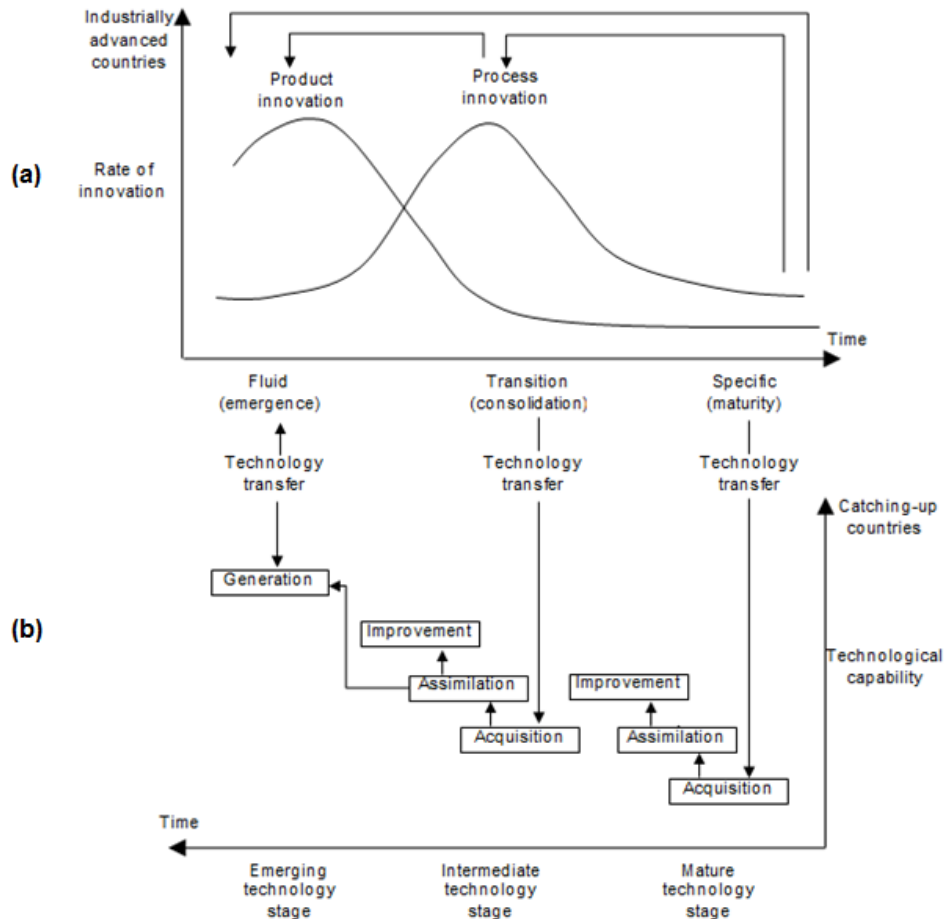 Industrially
advanced
countries
Product
innovation
Process
innovation
(a)
Rate of
innovation
Time
Fluid
(emergence)
Transition
(consolidation)
Specific
(maturity)
Technology
transfer
Technology
transfer
Technology
transfer
Catching-up
countries
(b)
Generation
Improvement
Assimilation
Acquisition
Improvement
Assimilation
Acquisition
Technological
capability
Time
Emerging
technology
stage
Intermediate
technology
stage
Mature
technology
stage